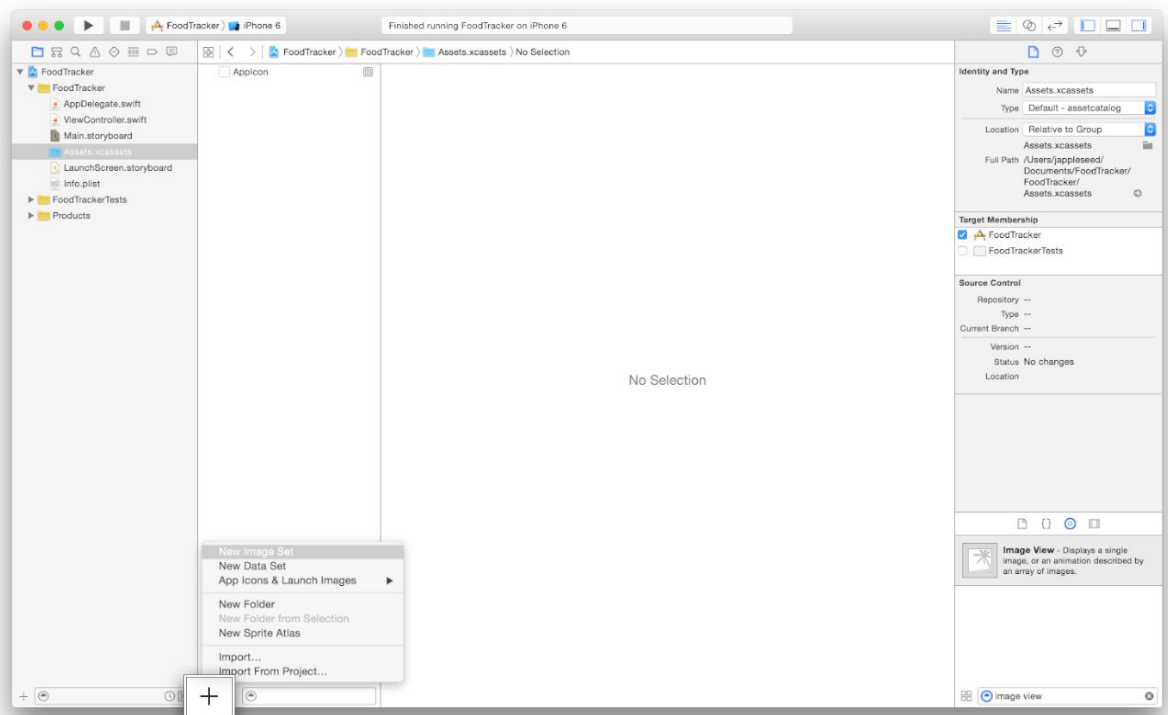 FoodTracker iPhone 6
Finished running FoodTracker on iPhone 6
FoodTracker FoodTracker Assets.xcassets No Selection
FoodTracker
FoodTracker
AppDelegate.swift
ViewController.swift
Main.storyboard
Assets.xcassets
LaunchScreen.storyboard
Info.plist
FoodTrackerTests
Products
AppIcon
No Selection
New Image Set
New Data Set
App Icons & Launch Images
New Folder
New Folder from Selection
New Sprite Atlas
Import...
Import From Project...
Identity and Type
Name Assets.xcassets
Type Default - assetcatalog
Location Relative to Group
Assets.xcassets
Full Path /Users/jappleseed/
Documents/FoodTracker/
FoodTracker/
Assets.xcassets
Target Membership
FoodTracker
FoodTrackerTests
Source Control
Repository --
Type --
Current Branch --
Version --
Status No changes
Location
Image View - Displays a single
image, or an animation described by
an array of images.
image view